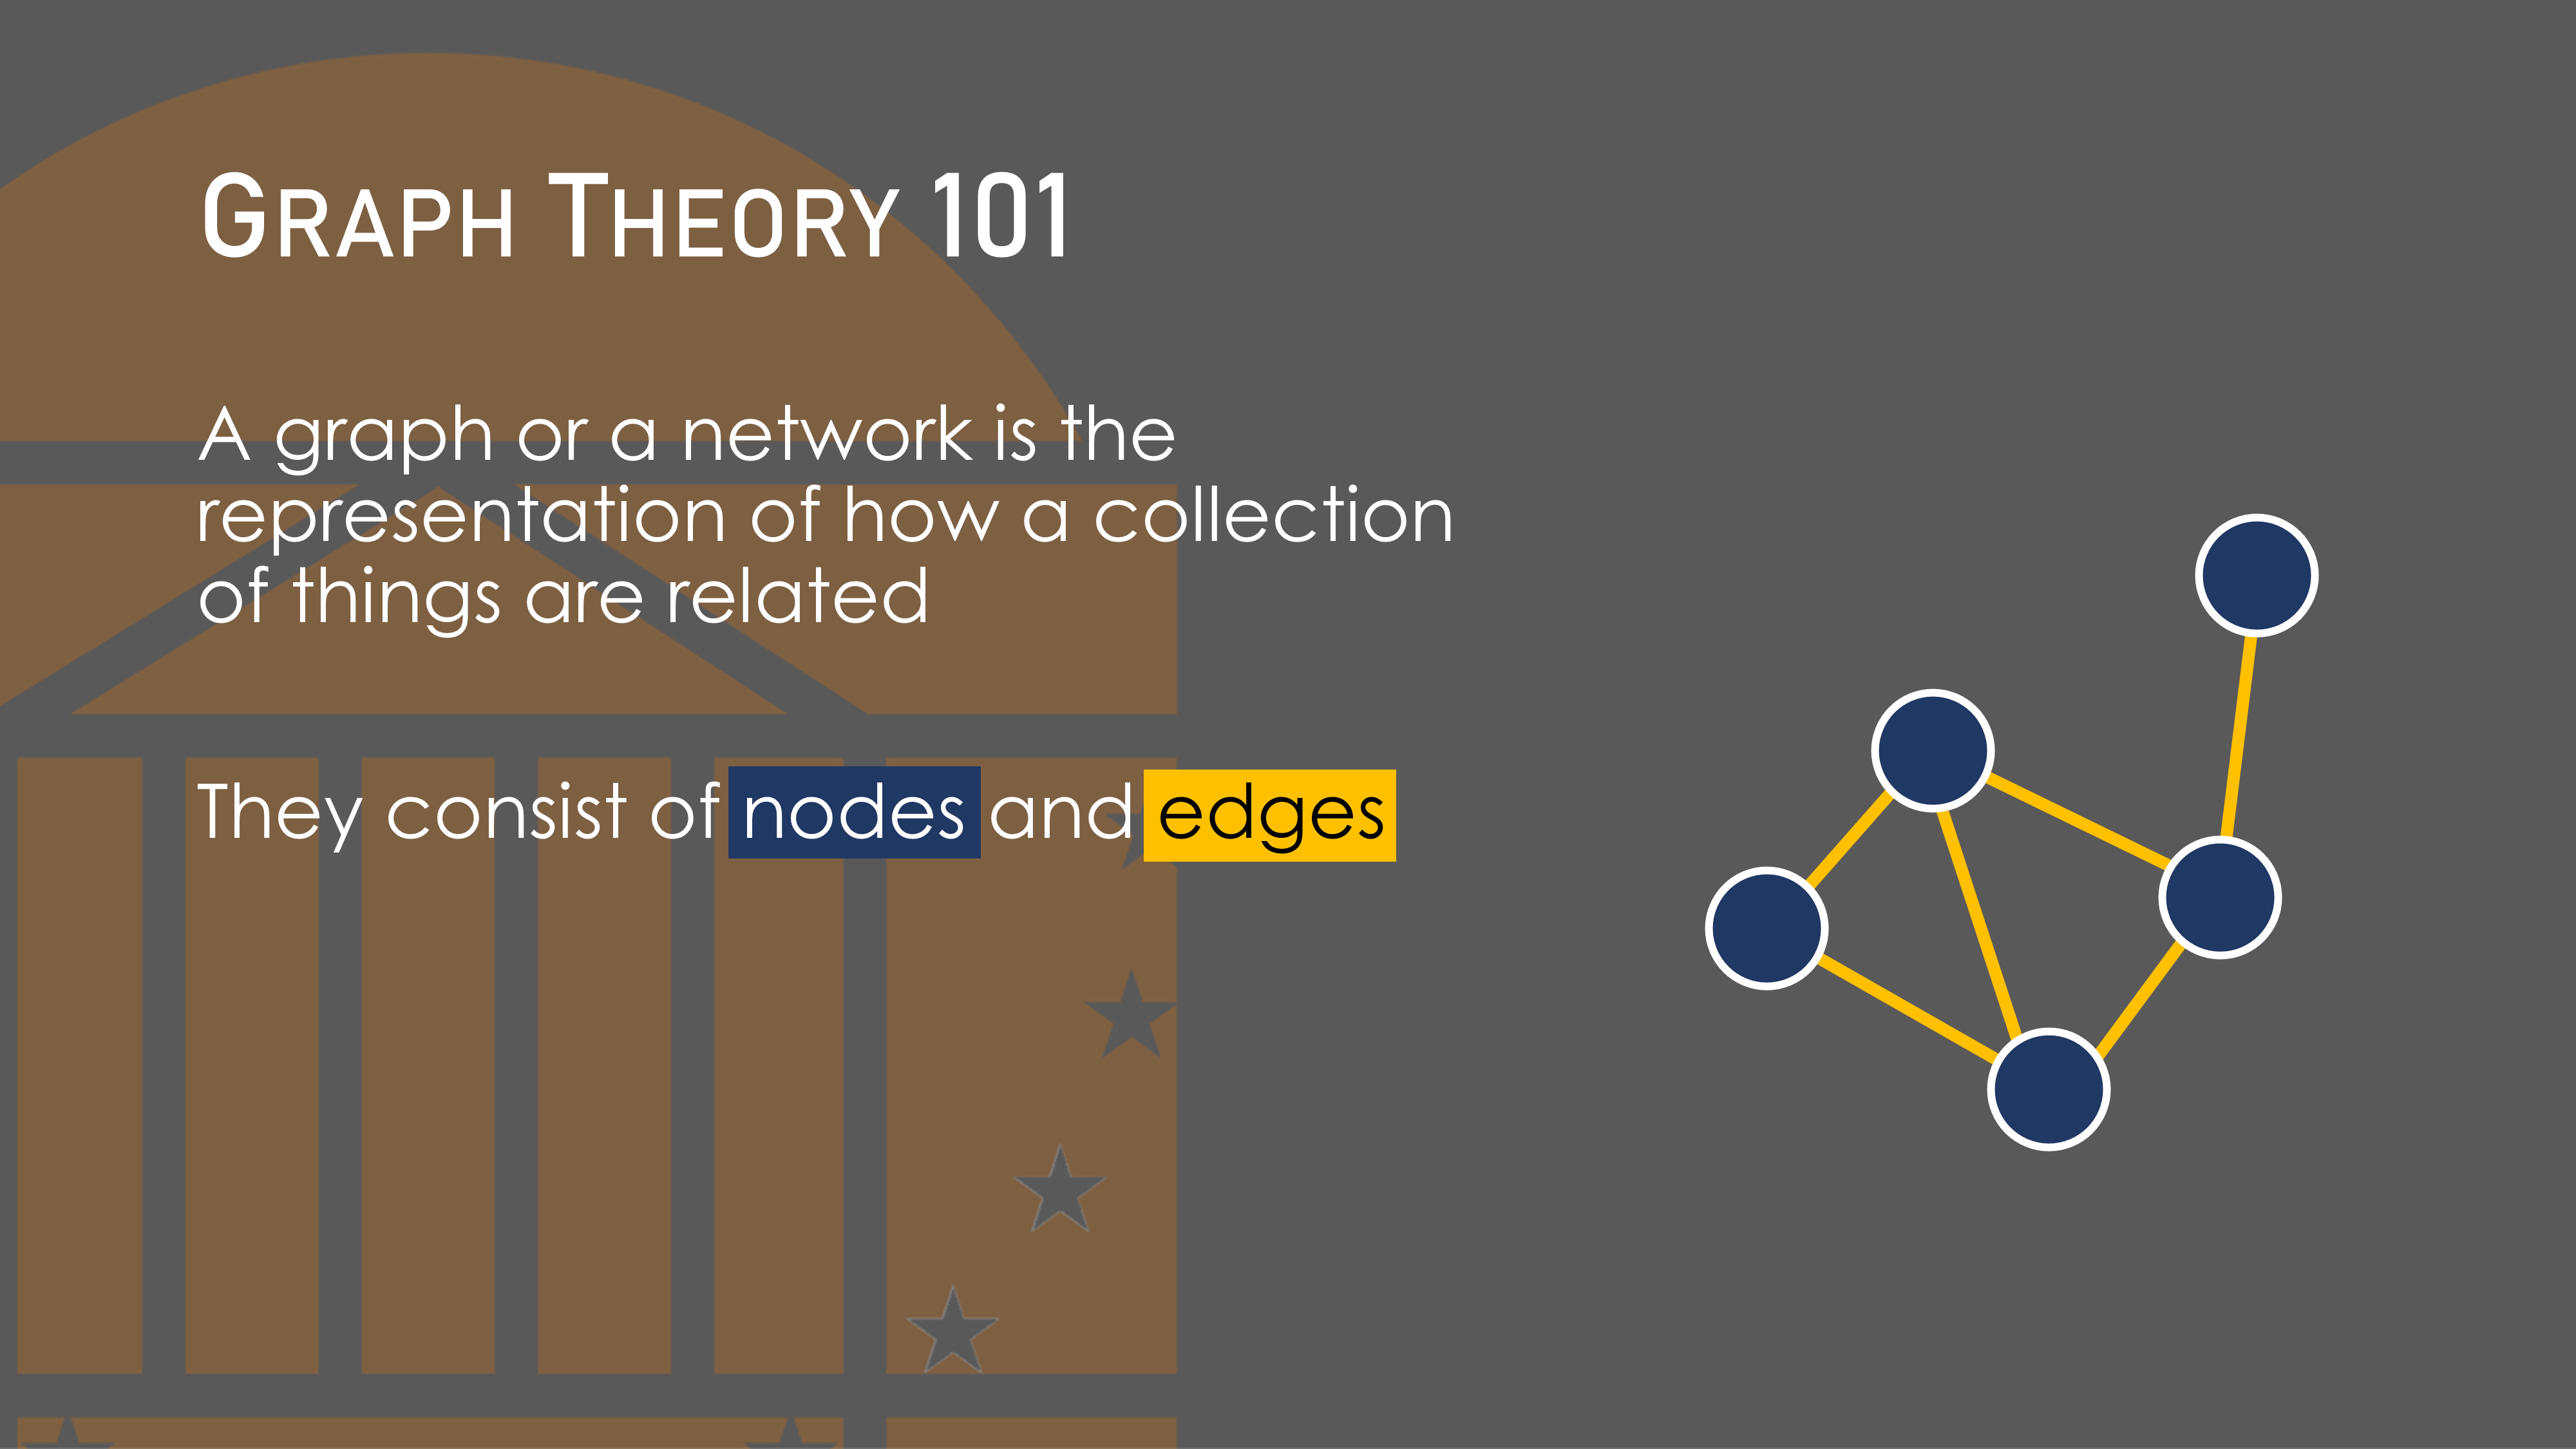 Graph Theory 101
A graph or a network is the
representation of how a collection
of things are related
They consist of nodes and edges